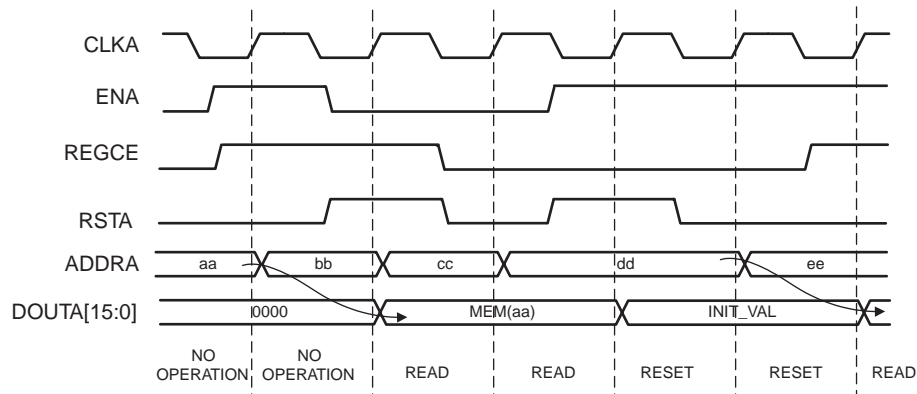 CLKA
ENA
REGCE
RSTA
ADDRA aa bb cc dd ee
DOUTA[15:0] 0000 MEM(aa) INIT_VAL
NO OPERATION NO OPERATION READ READ RESET RESET READ